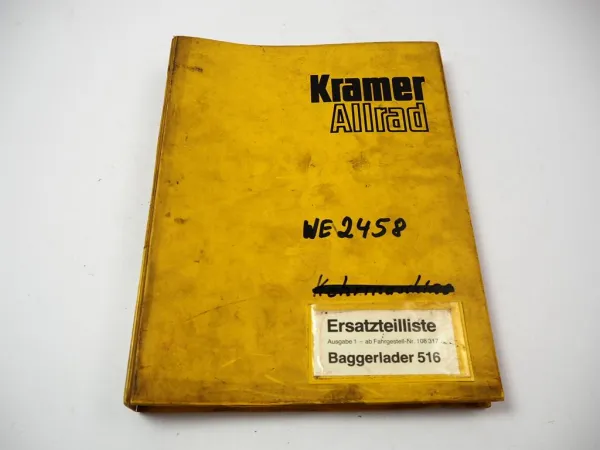 Kramer
Allrad
WE 2458
Ersatzteilliste
Ausgabe 1 – ab Fahrgestell-Nr. 108 317
Baggerlader 516